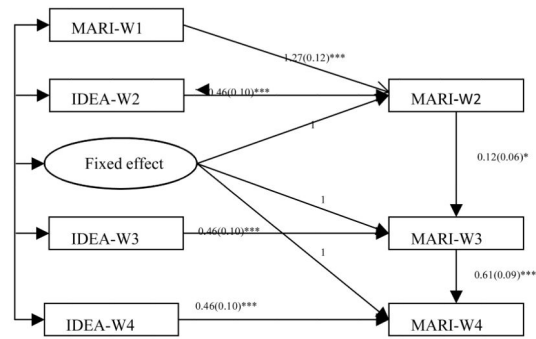 MARI-W1
1.27(0.12)***
IDEA-W2
0.46(0.10)***
MARI-W2
1
Fixed effect
0.12(0.06)*
1
IDEA-W3
0.46(0.10)***
MARI-W3
1
0.61(0.09)***
IDEA-W4
0.46(0.10)***
MARI-W4